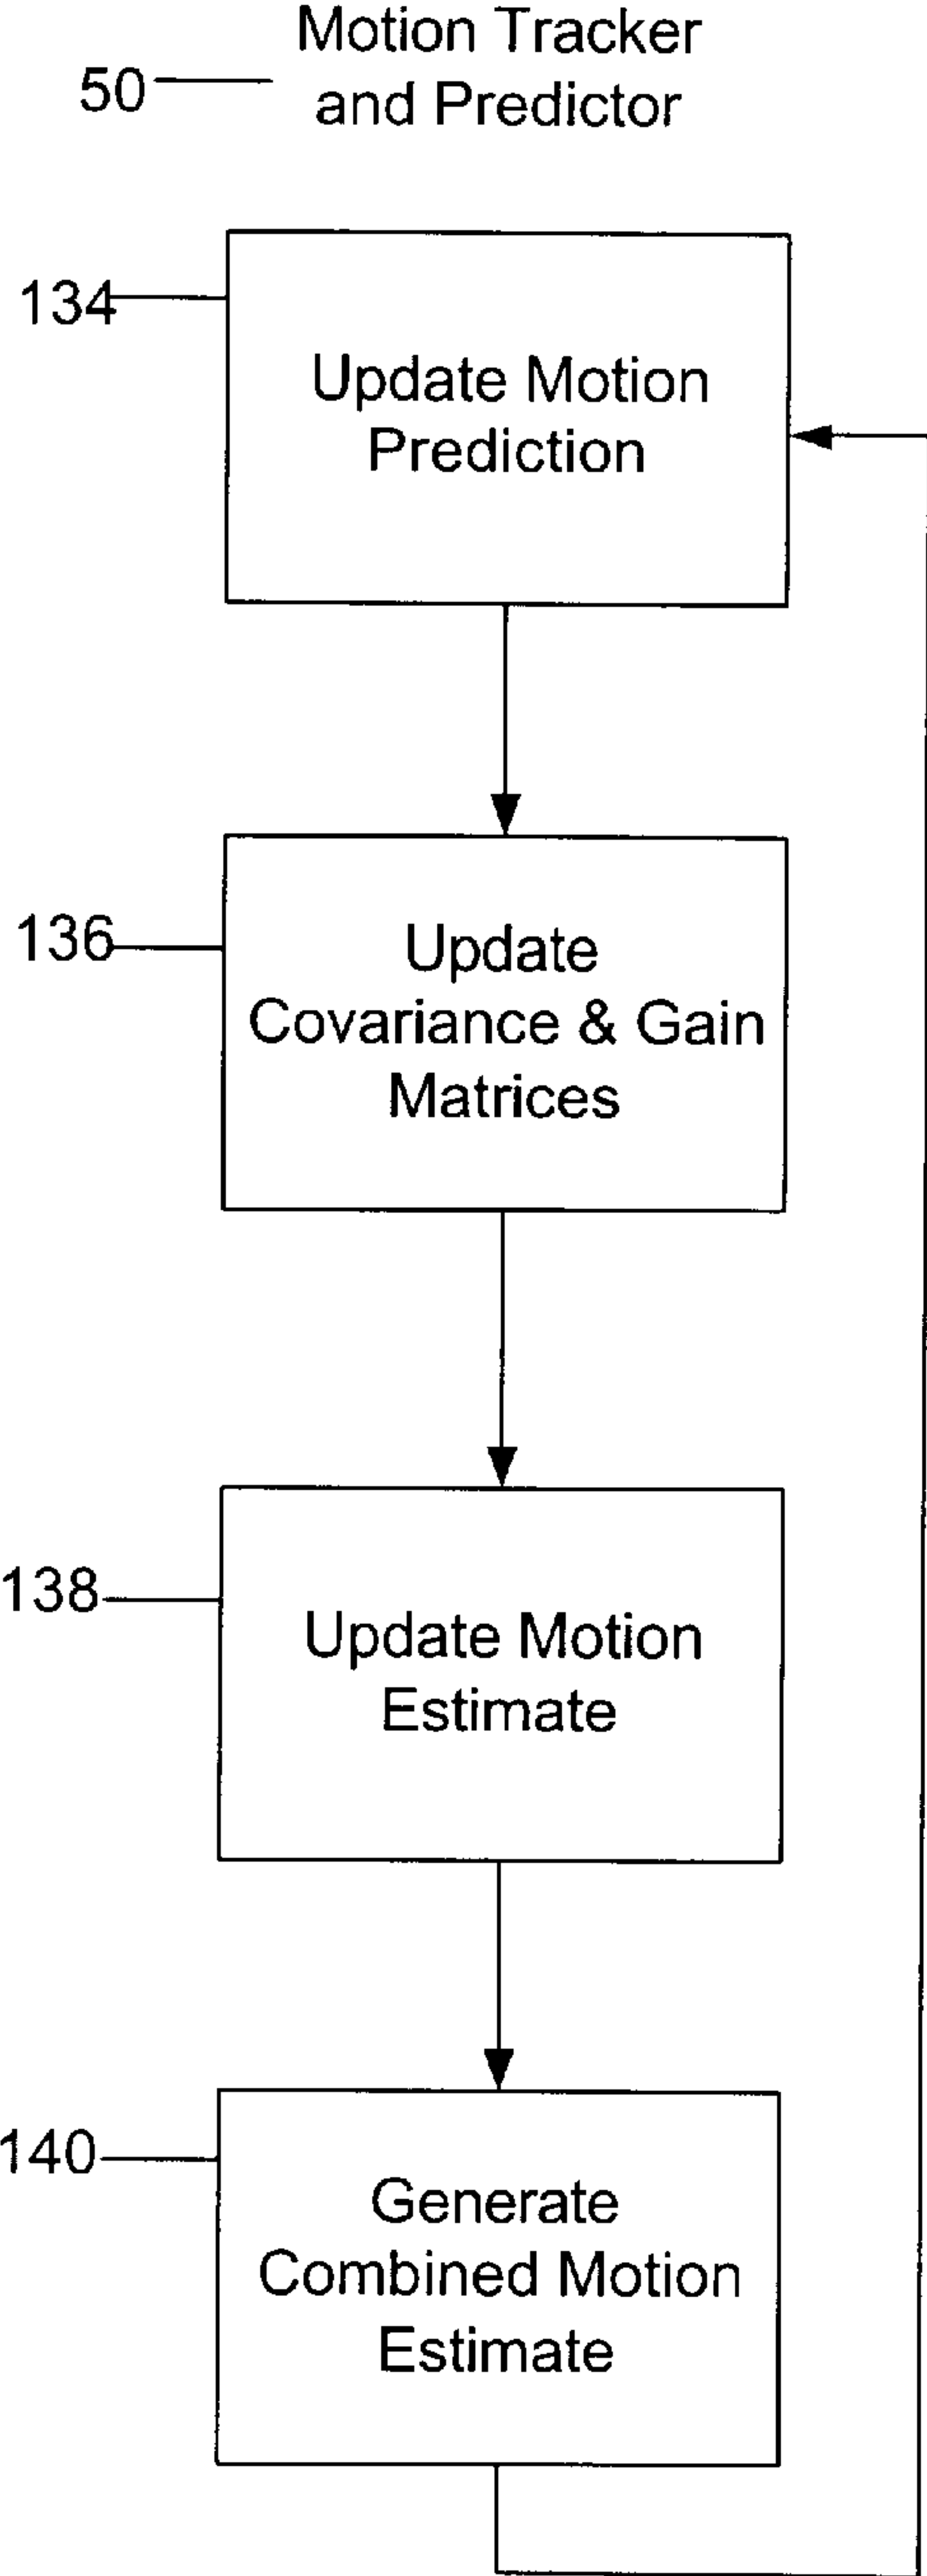 Motion Tracker
50 and Predictor
134
Update Motion
Prediction
136
Update
Covariance & Gain
Matrices
138
Update Motion
Estimate
140
Generate
Combined Motion
Estimate